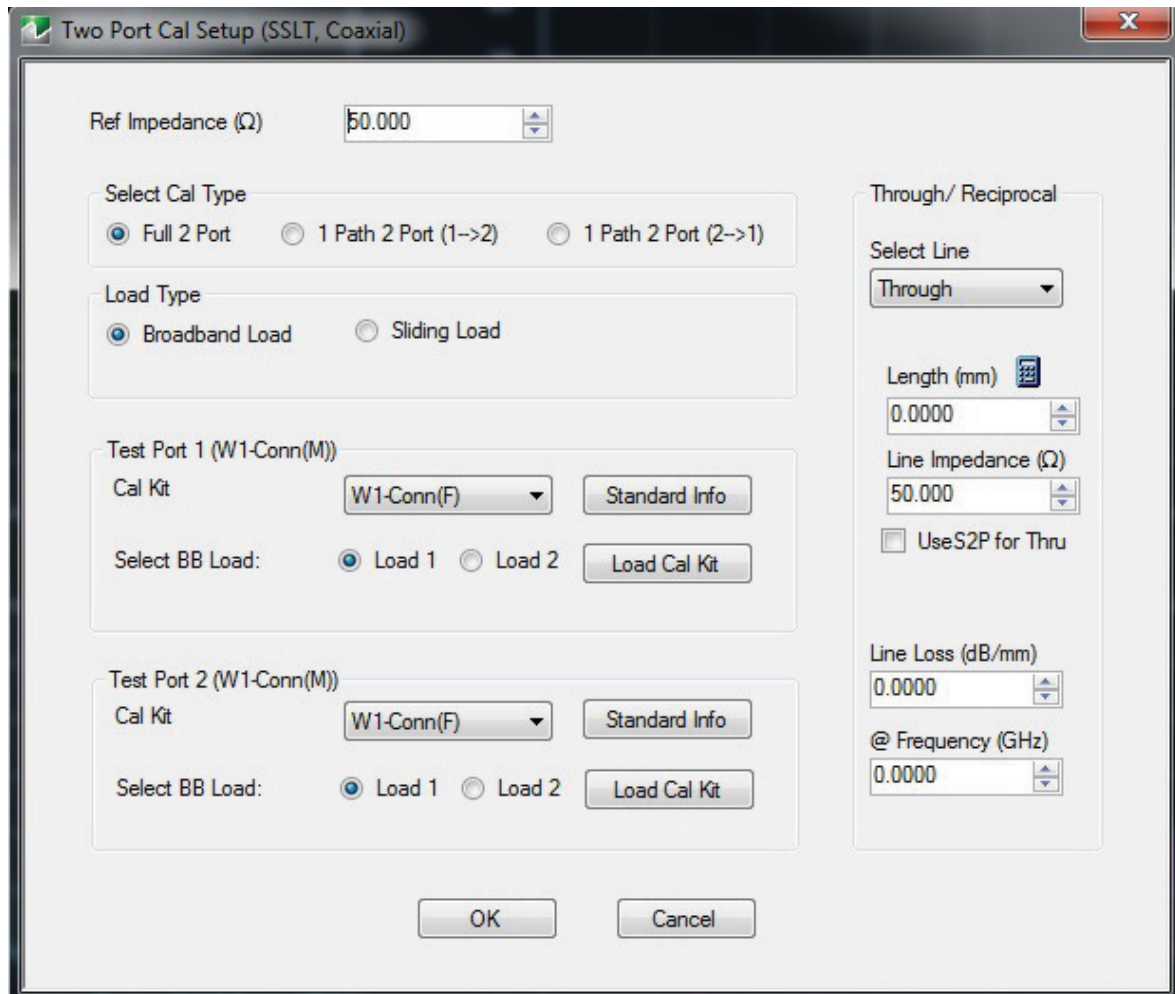 Two Port Cal Setup (SSLT, Coaxial)
Ref Impedance (Ω)
50.000
Select Cal Type
Full 2 Port
1 Path 2 Port (1-->2)
1 Path 2 Port (2-->1)
Load Type
Broadband Load
Sliding Load
Test Port 1 (W1-Conn(M))
Cal Kit
W1-Conn(F)
Standard Info
Select BB Load:
Load 1
Load 2
Load Cal Kit
Test Port 2 (W1-Conn(M))
Cal Kit
W1-Conn(F)
Standard Info
Select BB Load:
Load 1
Load 2
Load Cal Kit
Through/ Reciprocal
Select Line
Through
Length (mm)
0.0000
Line Impedance (Ω)
50.000
UseS2P for Thru
Line Loss (dB/mm)
0.0000
@ Frequency (GHz)
0.0000
OK
Cancel